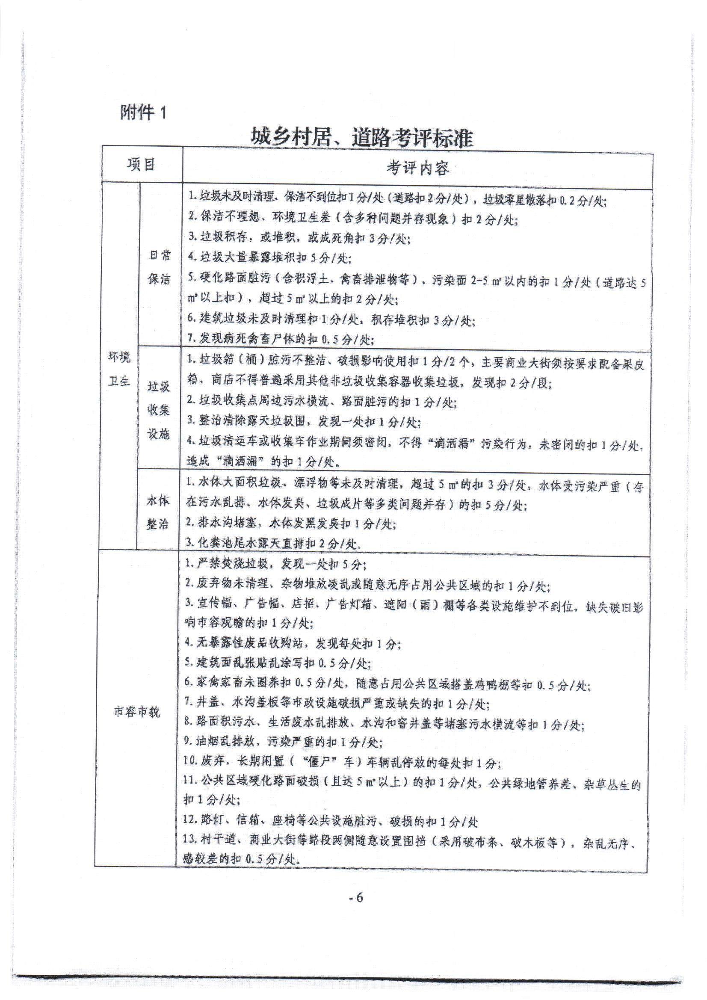 附件 1
城乡村居、道路考评标准
项目
考评内容
环境
卫生
日常
保洁
1.垃圾未及时清理、保洁不到位扣1分/处(道路扣2分/处),垃圾零星散落扣0.2分/处;
2.保洁不理想、环境卫生差(含多种问题并存现象)扣2分/处;
3.垃圾积存,或堆积,或成死角扣3分/处;
4.垃圾大量暴露堆积扣5分/处;
5.硬化路面脏污(含积浮土、禽畜排泄物等),污染面2-5㎡以内的扣1分/处(道路达5
㎡以上扣),超过5㎡以上的扣2分/处;
6.建筑垃圾未及时清理扣1分/处,积存堆积扣3分/处;
7.发现病死禽畜尸体的扣0.5分/处;
垃圾
收集
设施
1.垃圾箱(桶)脏污不整洁、破损影响使用扣1分/2个,主要商业大街须按要求配备果皮
箱,商店不得普遍采用其他非垃圾收集容器收集垃圾,发现扣2分/段;
2.垃圾收集点周边污水横流、路面脏污的扣1分/处;
3.整治清除露天垃圾围,发现一处扣1分/处;
4.垃圾清运车或收集车作业期间须密闭,不得“滴洒漏”污染行为,未密闭的扣1分/处,
造成“滴洒漏”的扣1分/处。
水体
整治
1.水体大面积垃圾、漂浮物等未及时清理,超过5㎡的扣3分/处,水体受污染严重(存
在污水乱排、水体发臭、垃圾成片等多类问题并存)的扣5分/处;
2.排水沟堵塞,水体发黑发臭扣1分/处;
3.化粪池尾水露天直排扣2分/处。
市容市貌
1.严禁焚烧垃圾,发现一处扣5分;
2.废弃物未清理、杂物堆放凌乱或随意无序占用公共区域的扣1分/处;
3.宣传幅、广告幅、店招、广告灯箱、遮阳(雨)棚等各类设施维护不到位,缺失破旧影
响市容观瞻的扣1分/处;
4.无暴露性废品收购站,发现每处扣1分;
5.建筑面乱张贴乱涂写扣0.5分/处;
6.家禽家畜未圈养扣0.5分/处,随意占用公共区域搭盖鸡鸭棚等扣0.5分/处;
7.井盖、水沟盖板等市政设施破损严重或缺失的扣1分/处;
8.路面积污水、生活废水乱排放、水沟和窨井盖等堵塞污水横流等扣1分/处;
9.油烟乱排放,污染严重的扣1分/处;
10.废弃、长期闲置(“僵尸”车)车辆乱停放的每处扣1分;
11.公共区域硬化路面破损(且达5㎡以上)的扣1分/处,公共绿地管养差、杂草丛生的
扣1分/处;
12.路灯、信箱、座椅等公共设施脏污、破损的扣1分/处
13.村干道、商业大街等路段两侧随意设置围挡(采用破布条、破木板等),杂乱无序、
感较差的扣0.5分/处。
- 6